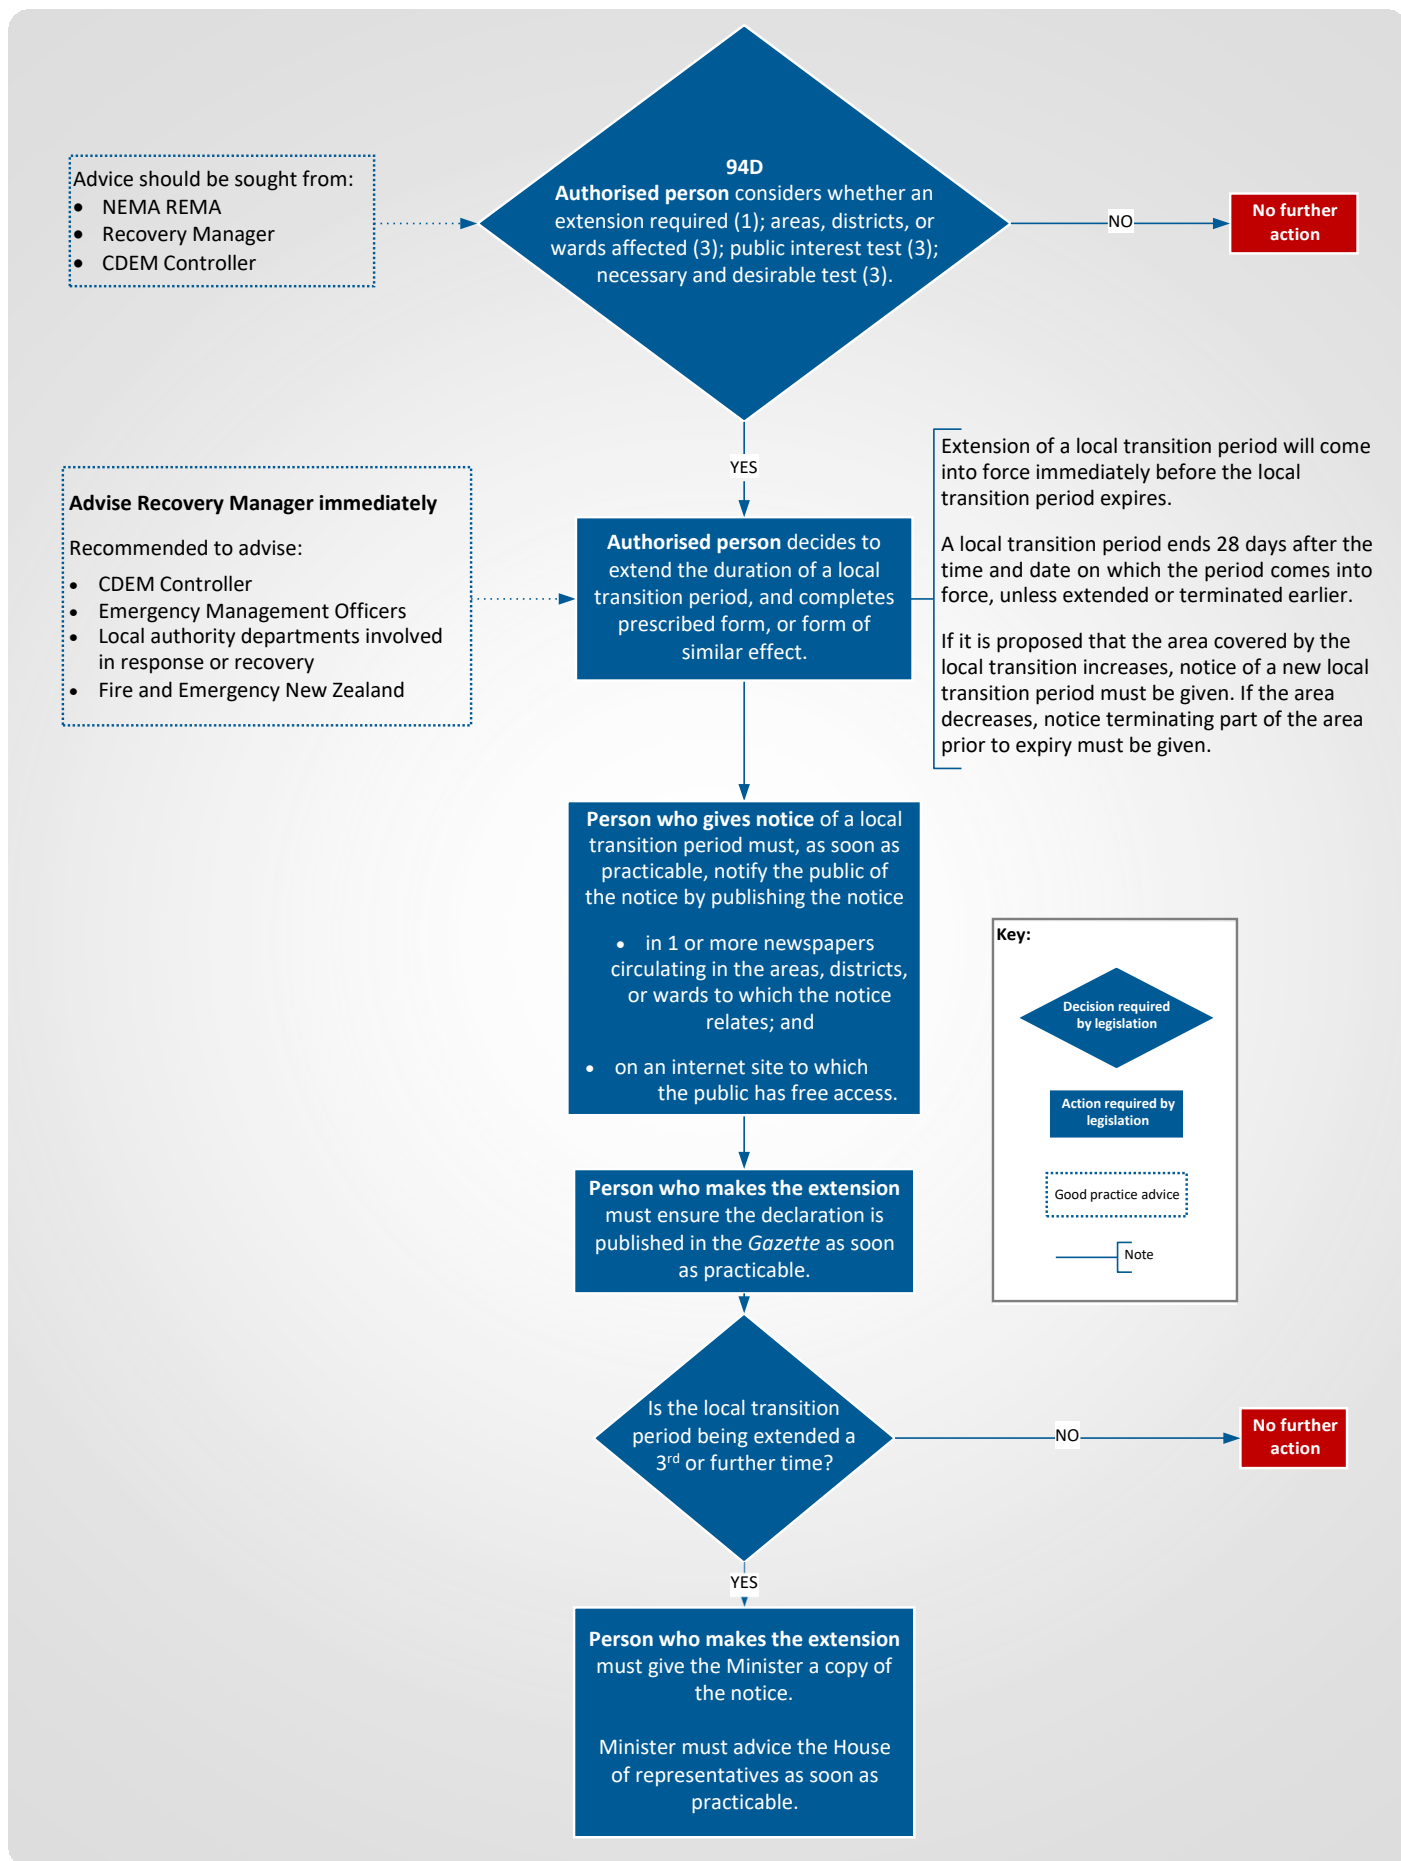 94D
Authorised person considers whether an
extension required (1); areas, districts, or
wards affected (3); public interest test (3);
necessary and desirable test (3).
Advice should be sought from:
• NEMA REMA
• Recovery Manager
• CDEM Controller
NO
No further
action
YES
Advise Recovery Manager immediately
Recommended to advise:
• CDEM Controller
• Emergency Management Officers
• Local authority departments involved
in response or recovery
• Fire and Emergency New Zealand
Authorised person decides to
extend the duration of a local
transition period, and completes
prescribed form, or form of
similar effect.
Extension of a local transition period will come
into force immediately before the local
transition period expires.
A local transition period ends 28 days after the
time and date on which the period comes into
force, unless extended or terminated earlier.
If it is proposed that the area covered by the
local transition increases, notice of a new local
transition period must be given. If the area
decreases, notice terminating part of the area
prior to expiry must be given.
Person who gives notice of a local
transition period must, as soon as
practicable, notify the public of
the notice by publishing the notice
• in 1 or more newspapers
circulating in the areas, districts,
or wards to which the notice
relates; and
• on an internet site to which
the public has free access.
Key:
Decision required
by legislation
Action required by
legislation
Good practice advice
Note
Person who makes the extension
must ensure the declaration is
published in the Gazette as soon
as practicable.
Is the local transition
period being extended a
3rd or further time?
NO
No further
action
YES
Person who makes the extension
must give the Minister a copy of
the notice.
Minister must advice the House
of representatives as soon as
practicable.